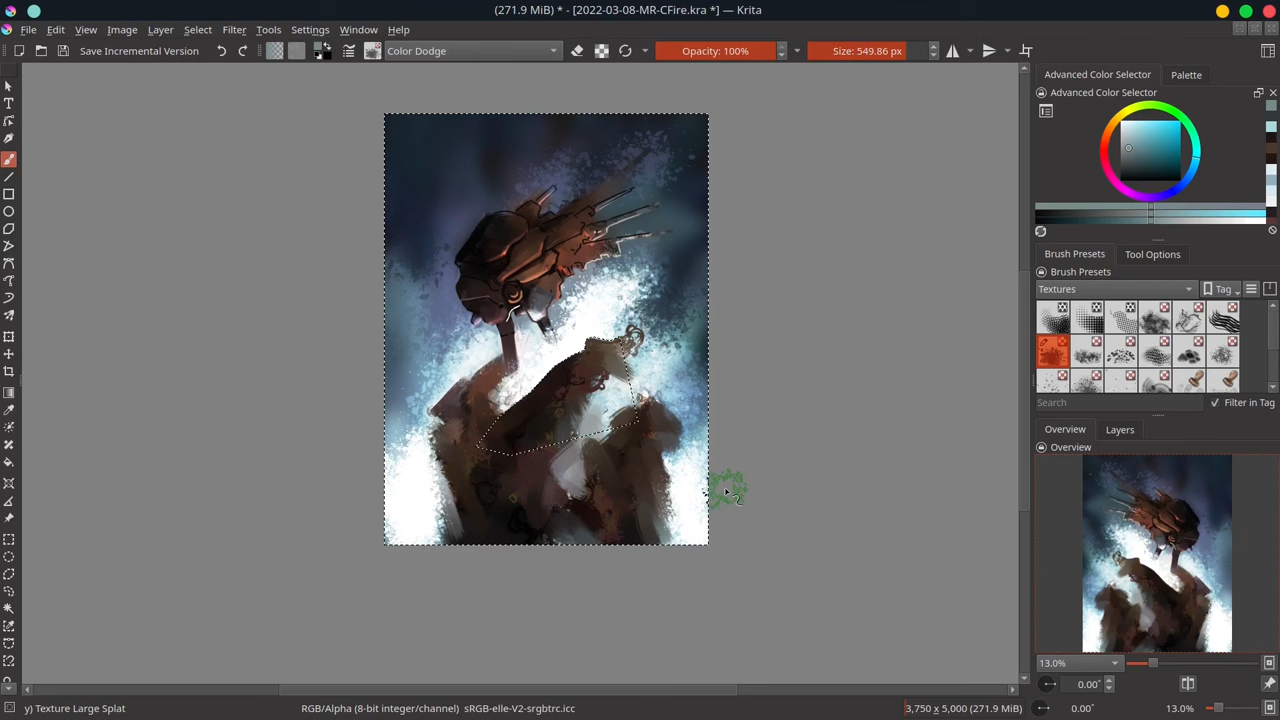 (271.9 MiB) * - [2022-03-08-MR-CFire.kra *] — Krita
File Edit View Image Layer Select Filter Tools Settings Window Help
Save Incremental Version Color Dodge Opacity: 100% Size: 549.86 px
Advanced Color Selector Palette
Advanced Color Selector
Brush Presets Tool Options
Brush Presets
Textures Tag
Search Filter in Tag
Overview Layers
Overview
13.0%
0.00°
y) Texture Large Splat RGB/Alpha (8-bit integer/channel) sRGB-elle-V2-srgbtrc.icc 3,750 x 5,000 (271.9 MiB) 0.00° 13.0%